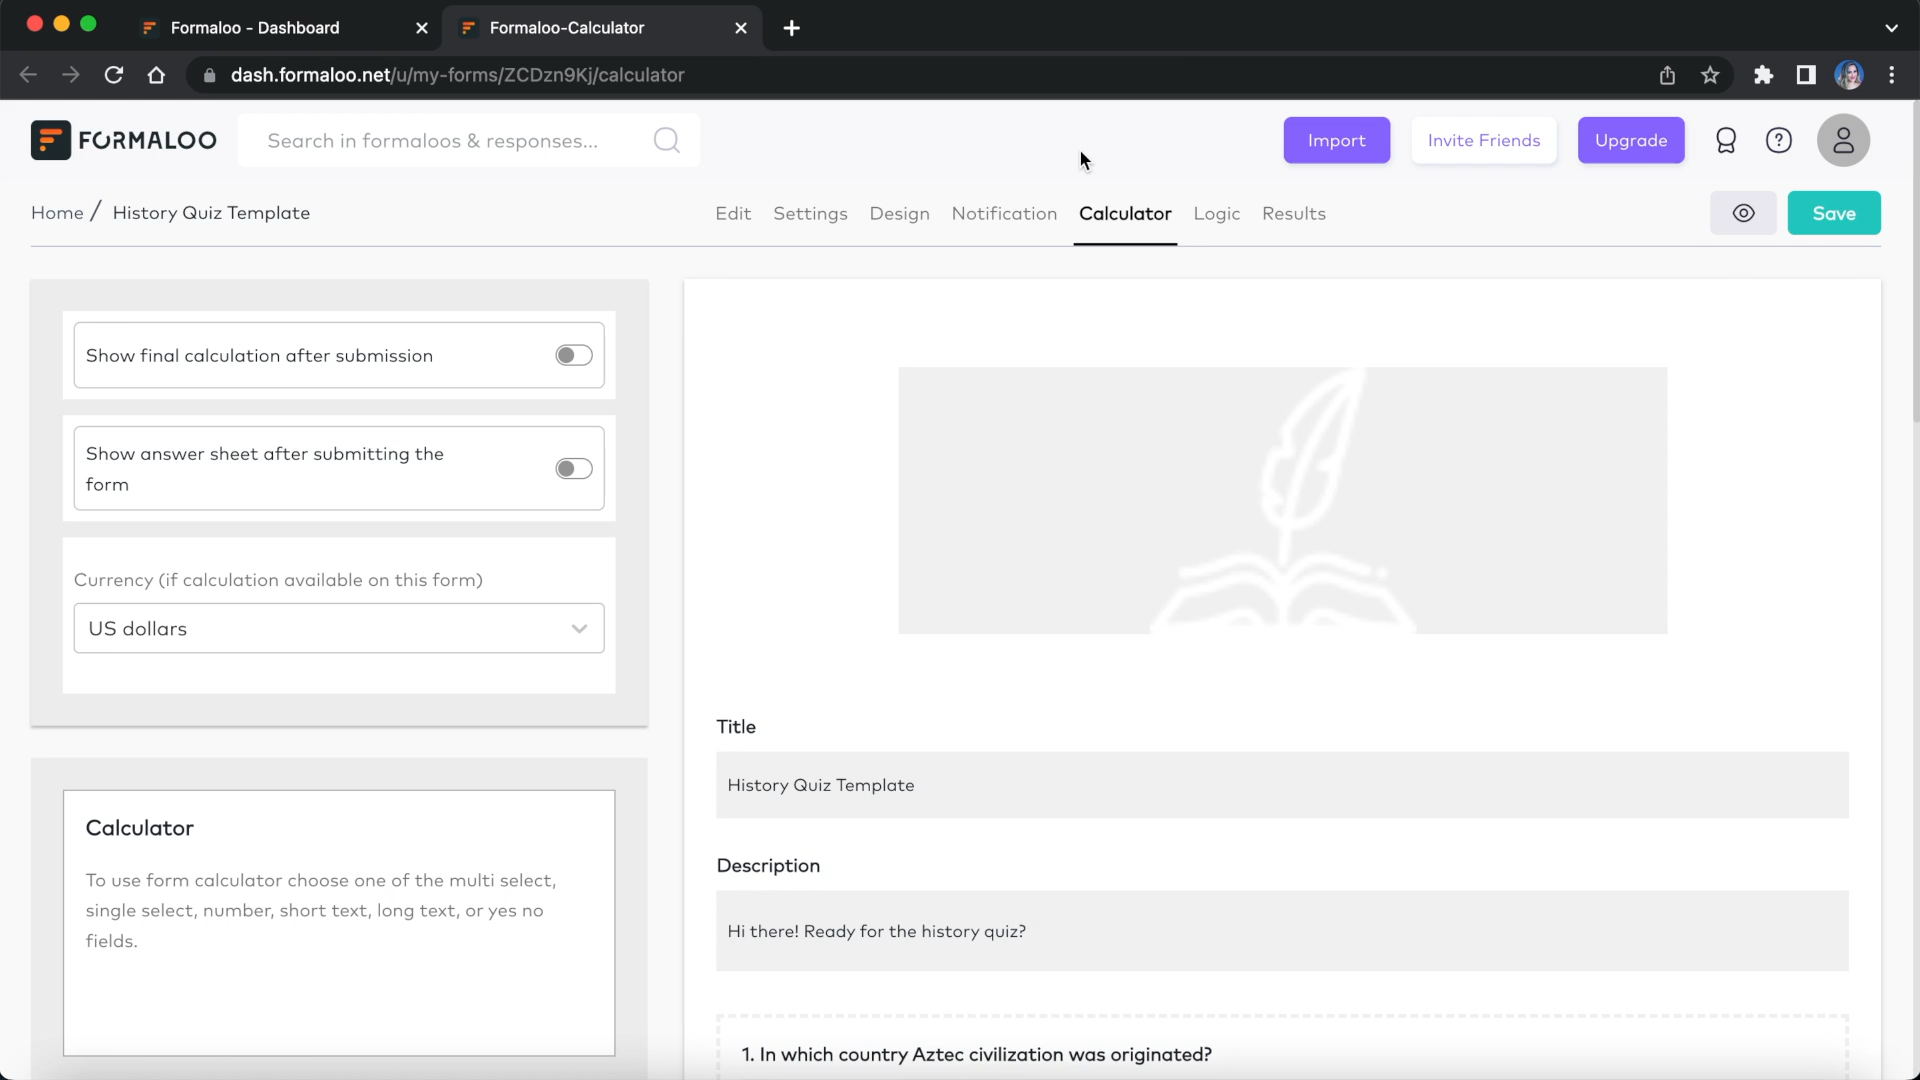 Formaloo - Dashboard
Formaloo-Calculator
dash.formaloo.net/u/my-forms/ZCDzn9Kj/calculator
FORMALOO
Search in formaloos & responses...
Import
Invite Friends
Upgrade
Home / History Quiz Template
Edit
Settings
Design
Notification
Calculator
Logic
Results
Save
Show final calculation after submission
Show answer sheet after submitting the
form
Currency (if calculation available on this form)
US dollars
Calculator
To use form calculator choose one of the multi select,
single select, number, short text, long text, or yes no
fields.
Title
History Quiz Template
Description
Hi there! Ready for the history quiz?
1. In which country Aztec civilization was originated?